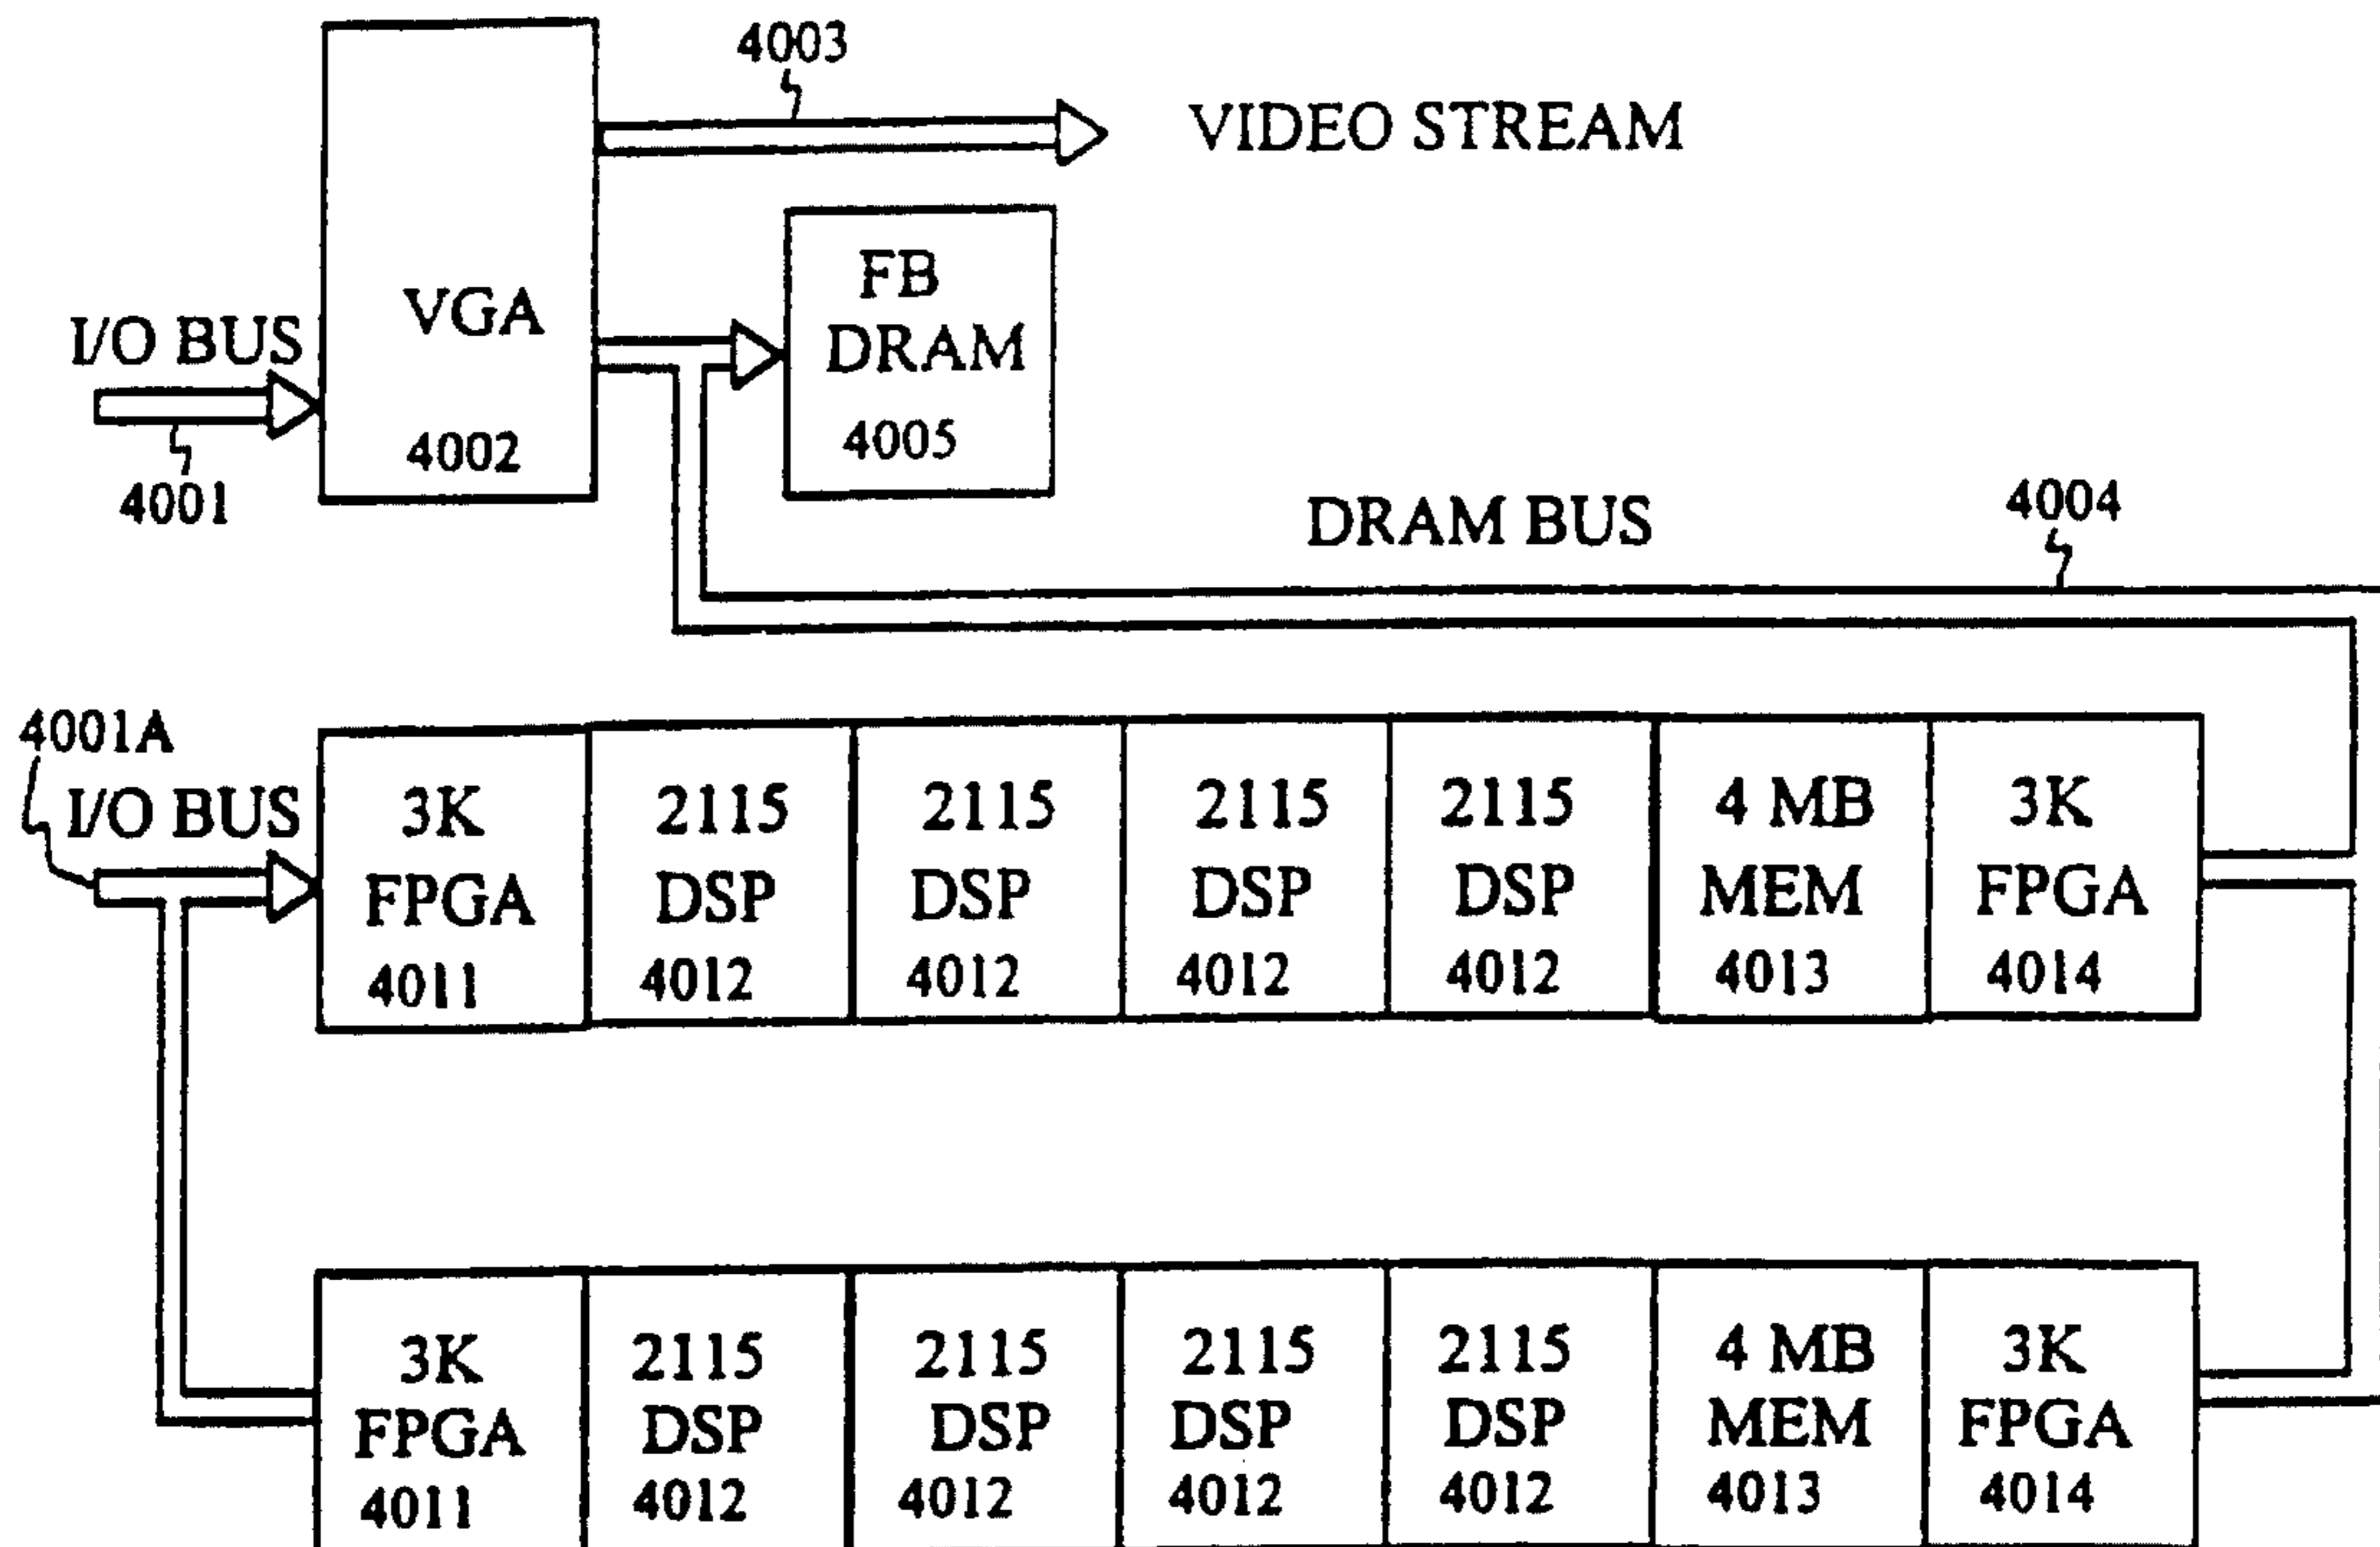 4003
VIDEO STREAM
FB
DRAM
4005
VGA
4002
I/O BUS
4001
DRAM BUS
4004
4001A
I/O BUS
3K
FPGA
4011
2115
DSP
4012
2115
DSP
4012
2115
DSP
4012
2115
DSP
4012
4 MB
MEM
4013
3K
FPGA
4014
3K
FPGA
4011
2115
DSP
4012
2115
DSP
4012
2115
DSP
4012
2115
DSP
4012
4 MB
MEM
4013
3K
FPGA
4014